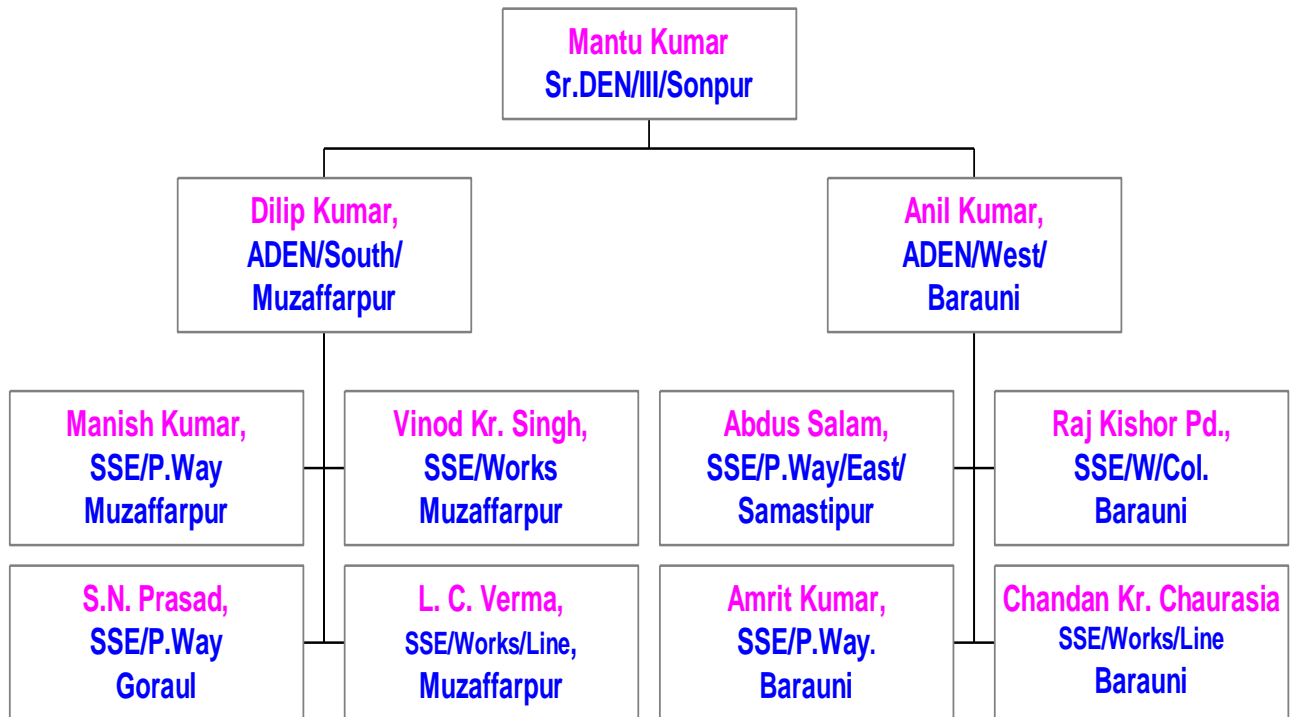 Mantu Kumar
Sr.DEN/III/Sonpur
Dilip Kumar,
ADEN/South/
Muzaffarpur
Anil Kumar,
ADEN/West/
Barauni
Manish Kumar,
SSE/P.Way
Muzaffarpur
Vinod Kr. Singh,
SSE/Works
Muzaffarpur
Abdus Salam,
SSE/P.Way/East/
Samastipur
Raj Kishor Pd.,
SSE/W/Col.
Barauni
S.N. Prasad,
SSE/P.Way
Goraul
L. C. Verma,
SSE/Works/Line,
Muzaffarpur
Amrit Kumar,
SSE/P.Way.
Barauni
Chandan Kr. Chaurasia
SSE/Works/Line
Barauni